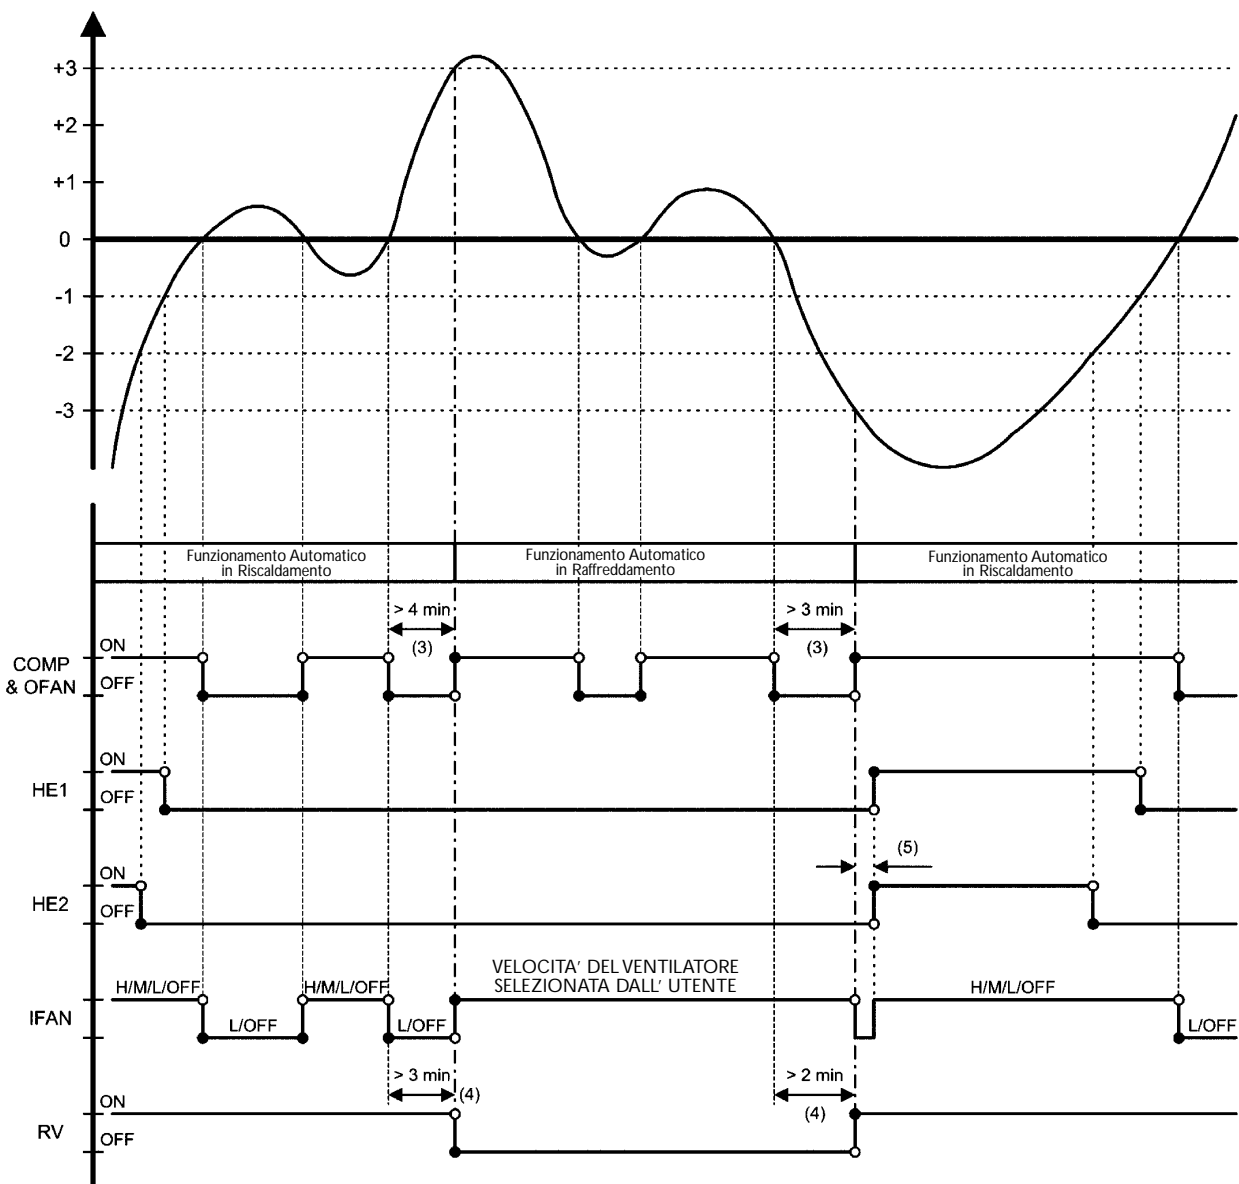 +3
+2
+1
0
-1
-2
-3
Funzionamento Automatico
in Riscaldamento
Funzionamento Automatico
in Raffreddamento
Funzionamento Automatico
in Riscaldamento
> 4 min
(3)
> 3 min
(3)
COMP
& OFAN
ON
OFF
HE1
ON
OFF
(5)
HE2
ON
OFF
IFAN
H/M/L/OFF
L/OFF
H/M/L/OFF
L/OFF
VELOCITA’ DEL VENTILATORE
SELEZIONATA DALL’ UTENTE
H/M/L/OFF
L/OFF
> 3 min
(4)
> 2 min
(4)
RV
ON
OFF